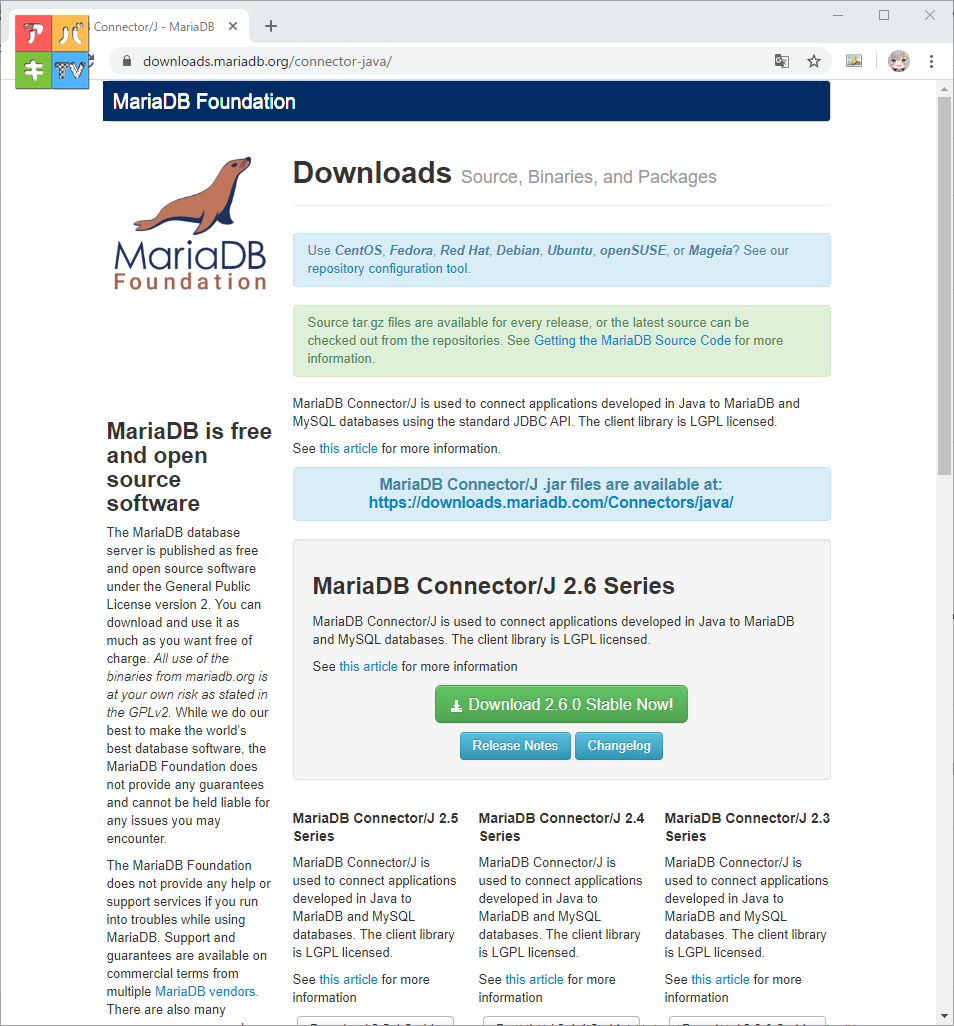 アパ
キTV
Connector/J - MariaDB
downloads.mariadb.org/connector-java/
MariaDB Foundation
MariaDB
Foundation
Downloads Source, Binaries, and Packages
Use CentOS, Fedora, Red Hat, Debian, Ubuntu, openSUSE, or Mageia? See our
repository configuration tool.
Source tar.gz files are available for every release, or the latest source can be
checked out from the repositories. See Getting the MariaDB Source Code for more
information.
MariaDB Connector/J is used to connect applications developed in Java to MariaDB and
MySQL databases using the standard JDBC API. The client library is LGPL licensed.
See this article for more information.
MariaDB Connector/J .jar files are available at:
https://downloads.mariadb.com/Connectors/java/
MariaDB Connector/J 2.6 Series
MariaDB Connector/J is used to connect applications developed in Java to MariaDB
and MySQL databases. The client library is LGPL licensed.
See this article for more information
Download 2.6.0 Stable Now!
Release Notes
Changelog
MariaDB is free
and open
source
software
The MariaDB database
server is published as free
and open source software
under the General Public
License version 2. You can
download and use it as
much as you want free of
charge. All use of the
binaries from mariadb.org is
at your own risk as stated in
the GPLv2. While we do our
best to make the world's
best database software, the
MariaDB Foundation does
not provide any guarantees
and cannot be held liable for
any issues you may
encounter.
The MariaDB Foundation
does not provide any help or
support services if you run
into troubles while using
MariaDB. Support and
guarantees are available on
commercial terms from
multiple MariaDB vendors.
There are also many
MariaDB Connector/J 2.5
Series
MariaDB Connector/J is
used to connect applications
developed in Java to
MariaDB and MySQL
databases. The client library
is LGPL licensed.
See this article for more
information
MariaDB Connector/J 2.4
Series
MariaDB Connector/J is
used to connect applications
developed in Java to
MariaDB and MySQL
databases. The client library
is LGPL licensed.
See this article for more
information
MariaDB Connector/J 2.3
Series
MariaDB Connector/J is
used to connect applications
developed in Java to
MariaDB and MySQL
databases. The client library
is LGPL licensed.
See this article for more
information